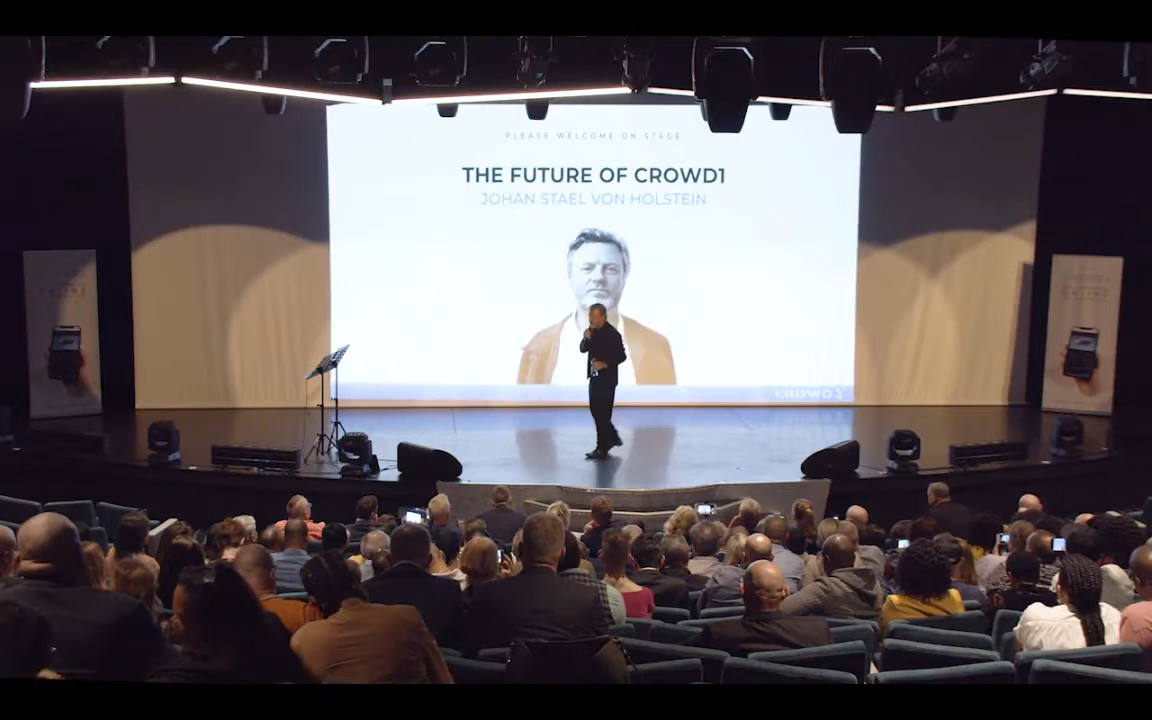 PLEASE WELCOME ON STAGE
THE FUTURE OF CROWD1
JOHAN STAEL VON HOLSTEIN
CROWD1